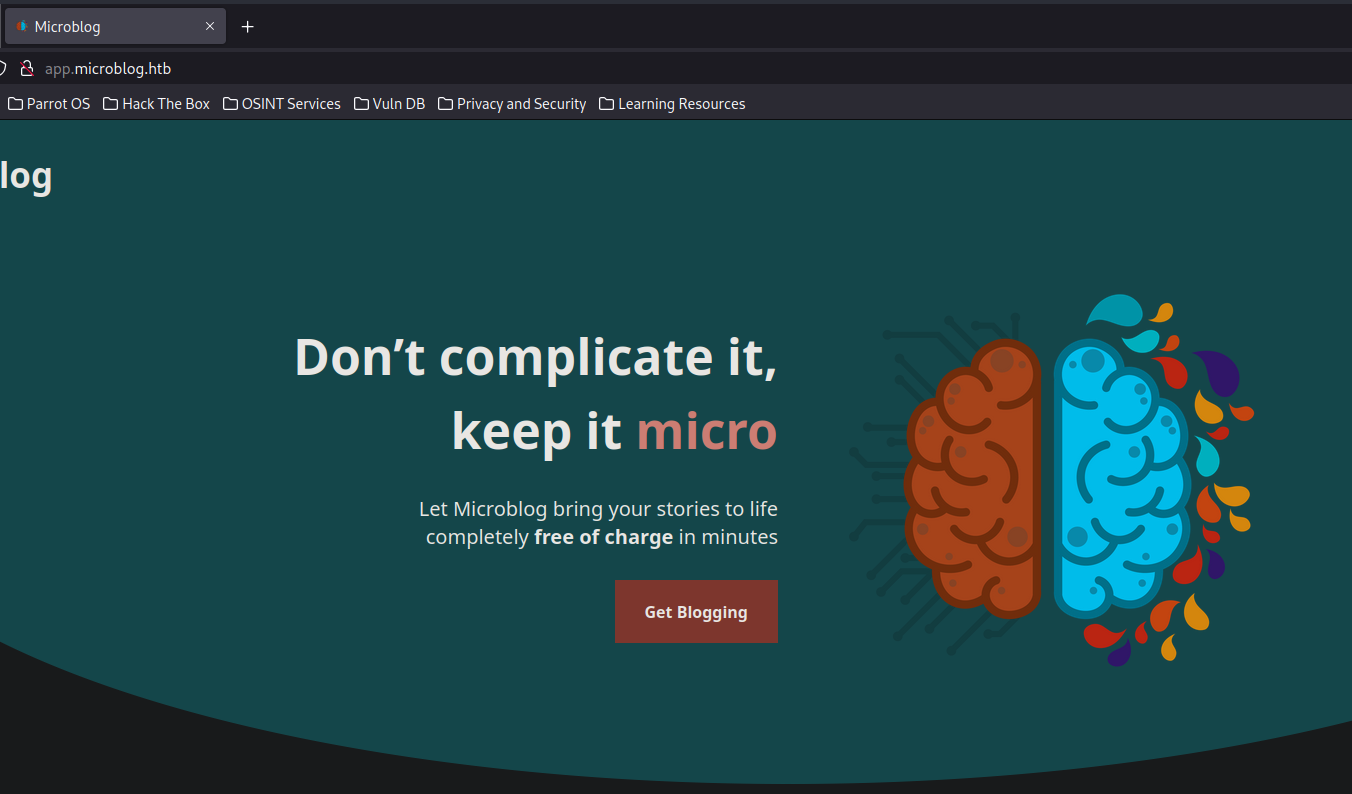 Microblog
app.microblog.htb
Parrot OS Hack The Box OSINT Services Vuln DB Privacy and Security Learning Resources
log
Don’t complicate it,
keep it micro
Let Microblog bring your stories to life
completely free of charge in minutes
Get Blogging